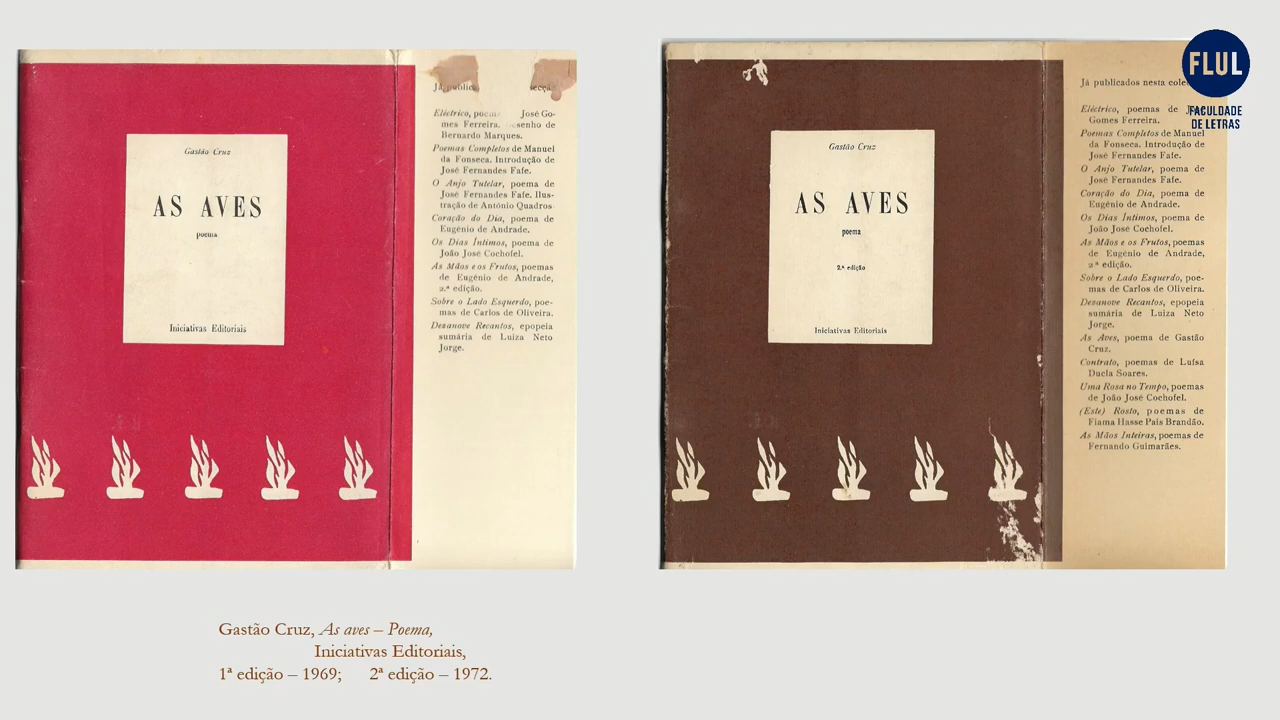 Gastão Cruz
AS AVES
poema
Iniciativas Editoriais
Eléctrico, José Go-
mes Ferreira. de
Bernardo Marques.
Poemas Completos de Manuel
da Fonseca. Introdução de
José Fernandes Fafe.
O Anjo Tutelar, poema de
José Fernandes Fafe. Ilus-
tração de António Quadros
Coração do Dia, poema de
Eugénio de Andrade.
Os Dias Íntimos, poema de
João José Cochofel.
As Mãos e os Frutos, poemas
de Eugénio de Andrade,
2.ª edição.
Sobre o Lado Esquerdo, poe-
mas de Carlos de Oliveira.
Dezanove Recantos, epopeia
sumária de Luiza Neto
Jorge.
Gastão Cruz
AS AVES
poema
2.ª edição
Iniciativas Editoriais
Já publicados nesta
Eléctrico, poemas de
Gomes Ferreira.
Poemas Completos de Manuel
da Fonseca. Introdução de
José Fernandes Fafe.
O Anjo Tutelar, poema de
José Fernandes Fafe.
Coração do Dia, poema de
Eugénio de Andrade.
Os Dias Íntimos, poema de
João José Cochofel.
As Mãos e os Frutos, poemas
de Eugénio de Andrade,
2.ª edição.
Sobre o Lado Esquerdo, poe-
mas de Carlos de Oliveira.
Dezanove Recantos, epopeia
sumária de Luiza Neto
Jorge.
As Aves, poema de Gastão
Cruz.
Contrato, poemas de Luísa
Ducla Soares.
Uma Rosa no Tempo, poemas
de João José Cochofel.
(Este) Rosto, poemas de
Fiama Hasse Pais Brandão.
As Mãos Inteiras, poemas de
Fernando Guimarães.
FLUL
FACULDADE
DE LETRAS
Gastão Cruz, As aves – Poema,
Iniciativas Editoriais,
1ª edição – 1969; 2ª edição – 1972.